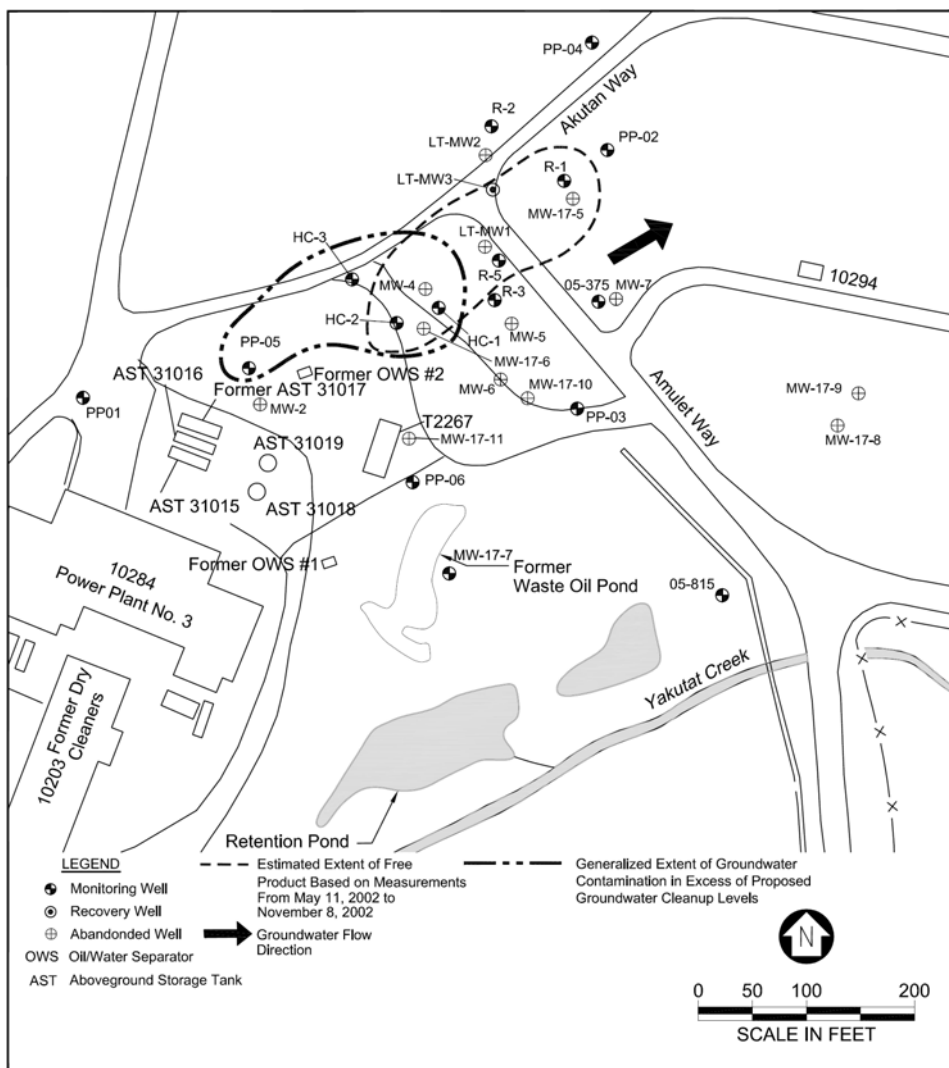 PP-04
Akutan Way
R-2
LT-MW2
PP-02
R-1
LT-MW3
MW-17-5
LT-MW1
HC-3
R-5
MW-4
R-3
05-375
MW-7
10294
HC-2
HC-1
MW-5
PP-05
MW-17-6
AST 31016
Former OWS #2
Former AST 31017
MW-6
MW-17-10
Amulet Way
MW-17-9
PP01
MW-2
T2267
PP-03
MW-17-8
AST 31019
MW-17-11
PP-06
AST 31015
AST 31018
MW-17-7
Former OWS #1
Former
Waste Oil Pond
10284
Power Plant No. 3
05-815
Yakutat Creek
10203 Former Dry
Cleaners
Retention Pond
LEGEND
Monitoring Well
Recovery Well
Abandonded Well
OWS Oil/Water Separator
AST Aboveground Storage Tank
Estimated Extent of Free
Product Based on Measurements
From May 11, 2002 to
November 8, 2002
Groundwater Flow
Direction
Generalized Extent of Groundwater
Contamination in Excess of Proposed
Groundwater Cleanup Levels
N
0 50 100 200
SCALE IN FEET